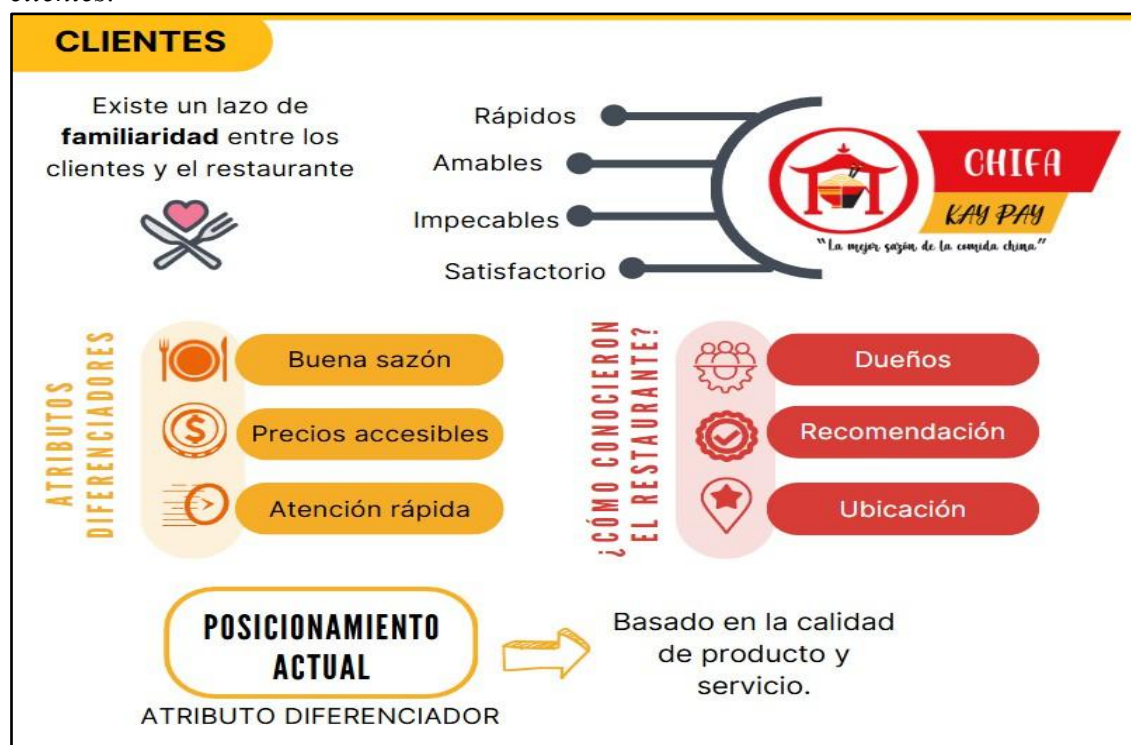 clientes.
CLIENTES
Existe un lazo de
familiaridad entre los
clientes y el restaurante
Rápidos
Amables
Impecables
Satisfactorio
CHIFA
KAY PAY
"La mejor sazón de la comida china"
ATRIBUTOS
DIFERENCIADORES
Buena sazón
Precios accesibles
Atención rápida
¿CÓMO CONOCIERON
EL RESTAURANTE?
Dueños
Recomendación
Ubicación
POSICIONAMIENTO
ACTUAL
ATRIBUTO DIFERENCIADOR
Basado en la calidad
de producto y
servicio.